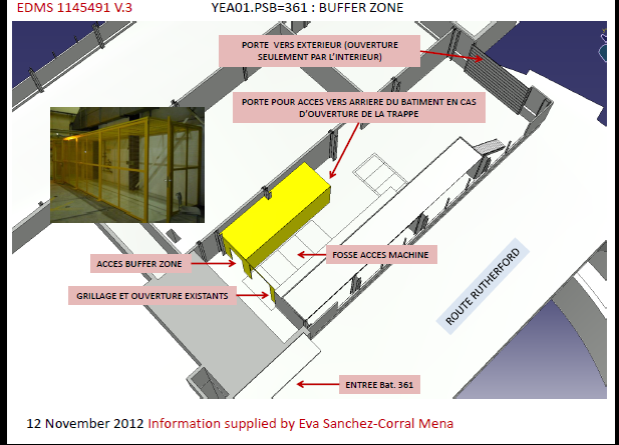 EDMS 1145491 V.3
YEA01.PSB=361 : BUFFER ZONE
PORTE VERS EXTERIEUR (OUVERTURE
SEULEMENT PAR L'INTERIEUR)
PORTE POUR ACCES VERS ARRIERE DU BATIMENT EN CAS
D'OUVERTURE DE LA TRAPPE
ACCES BUFFER ZONE
FOSSE ACCES MACHINE
GRILLAGE ET OUVERTURE EXISTANTS
ROUTE RUTHERFORD
ENTREE Bat. 361
12 November 2012 Information supplied by Eva Sanchez-Corral Mena